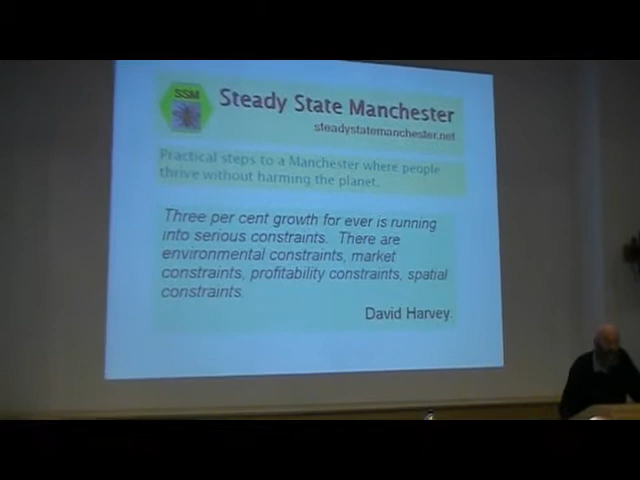 SSM
Steady State Manchester
steadystatemanchester.net
Practical steps to a Manchester where people
thrive without harming the planet.
Three per cent growth for ever is running
into serious constraints. There are
environmental constraints, market
constraints, profitability constraints, spatial
constraints.
David Harvey.